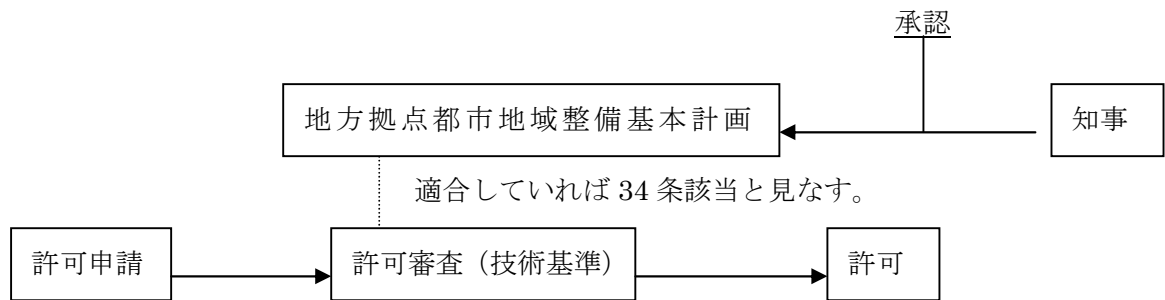 承認
地方拠点都市地域整備基本計画
知事
適合していれば 34 条該当と見なす。
許可申請
許可審査（技術基準）
許可